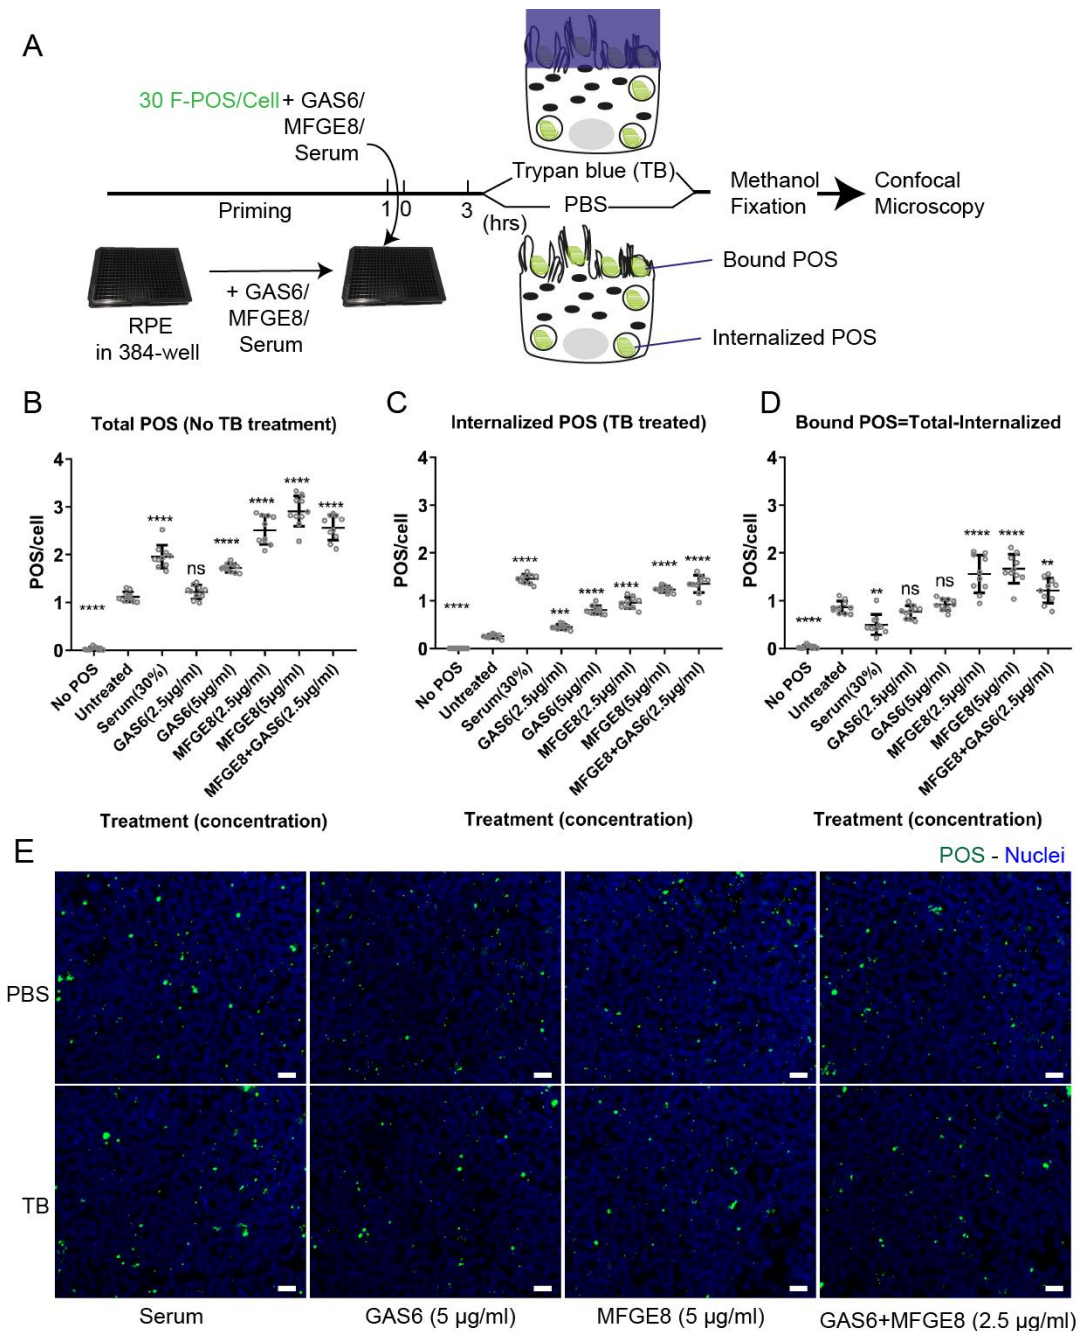 A
30 F-POS/Cell + GAS6/
MFGE8/
Serum
Trypan blue (TB)
PBS
Priming
1 0 3 (hrs)
Methanol
Fixation
Confocal
Microscopy
+ GAS6/
MFGE8/
Serum
RPE
in 384-well
Bound POS
Internalized POS
B
Total POS (No TB treatment)
POS/cell
4
3
2
1
0
****
****
ns
****
****
****
****
No POS
Untreated
Serum(30%)
GAS6(2.5µg/ml)
GAS6(5µg/ml)
MFGE8(2.5µg/ml)
MFGE8(5µg/ml)
MFGE8+GAS6(2.5µg/ml)
Treatment (concentration)
C
Internalized POS (TB treated)
POS/cell
4
3
2
1
0
****
****
***
****
****
****
****
No POS
Untreated
Serum(30%)
GAS6(2.5µg/ml)
GAS6(5µg/ml)
MFGE8(2.5µg/ml)
MFGE8(5µg/ml)
MFGE8+GAS6(2.5µg/ml)
Treatment (concentration)
D
Bound POS=Total-Internalized
POS/cell
4
3
2
1
0
****
**
ns
ns
****
****
**
No POS
Untreated
Serum(30%)
GAS6(2.5µg/ml)
GAS6(5µg/ml)
MFGE8(2.5µg/ml)
MFGE8(5µg/ml)
MFGE8+GAS6(2.5µg/ml)
Treatment (concentration)
E
POS - Nuclei
PBS
TB
Serum
GAS6 (5 µg/ml)
MFGE8 (5 µg/ml)
GAS6+MFGE8 (2.5 µg/ml)